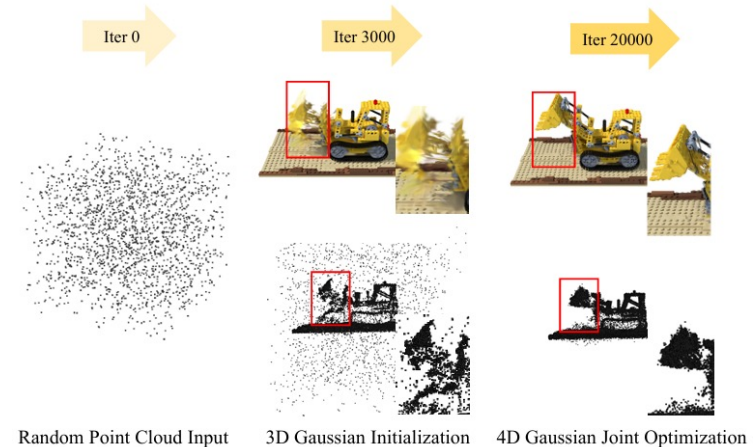 Iter 0
Iter 3000
Iter 20000
Random Point Cloud Input
3D Gaussian Initialization
4D Gaussian Joint Optimization